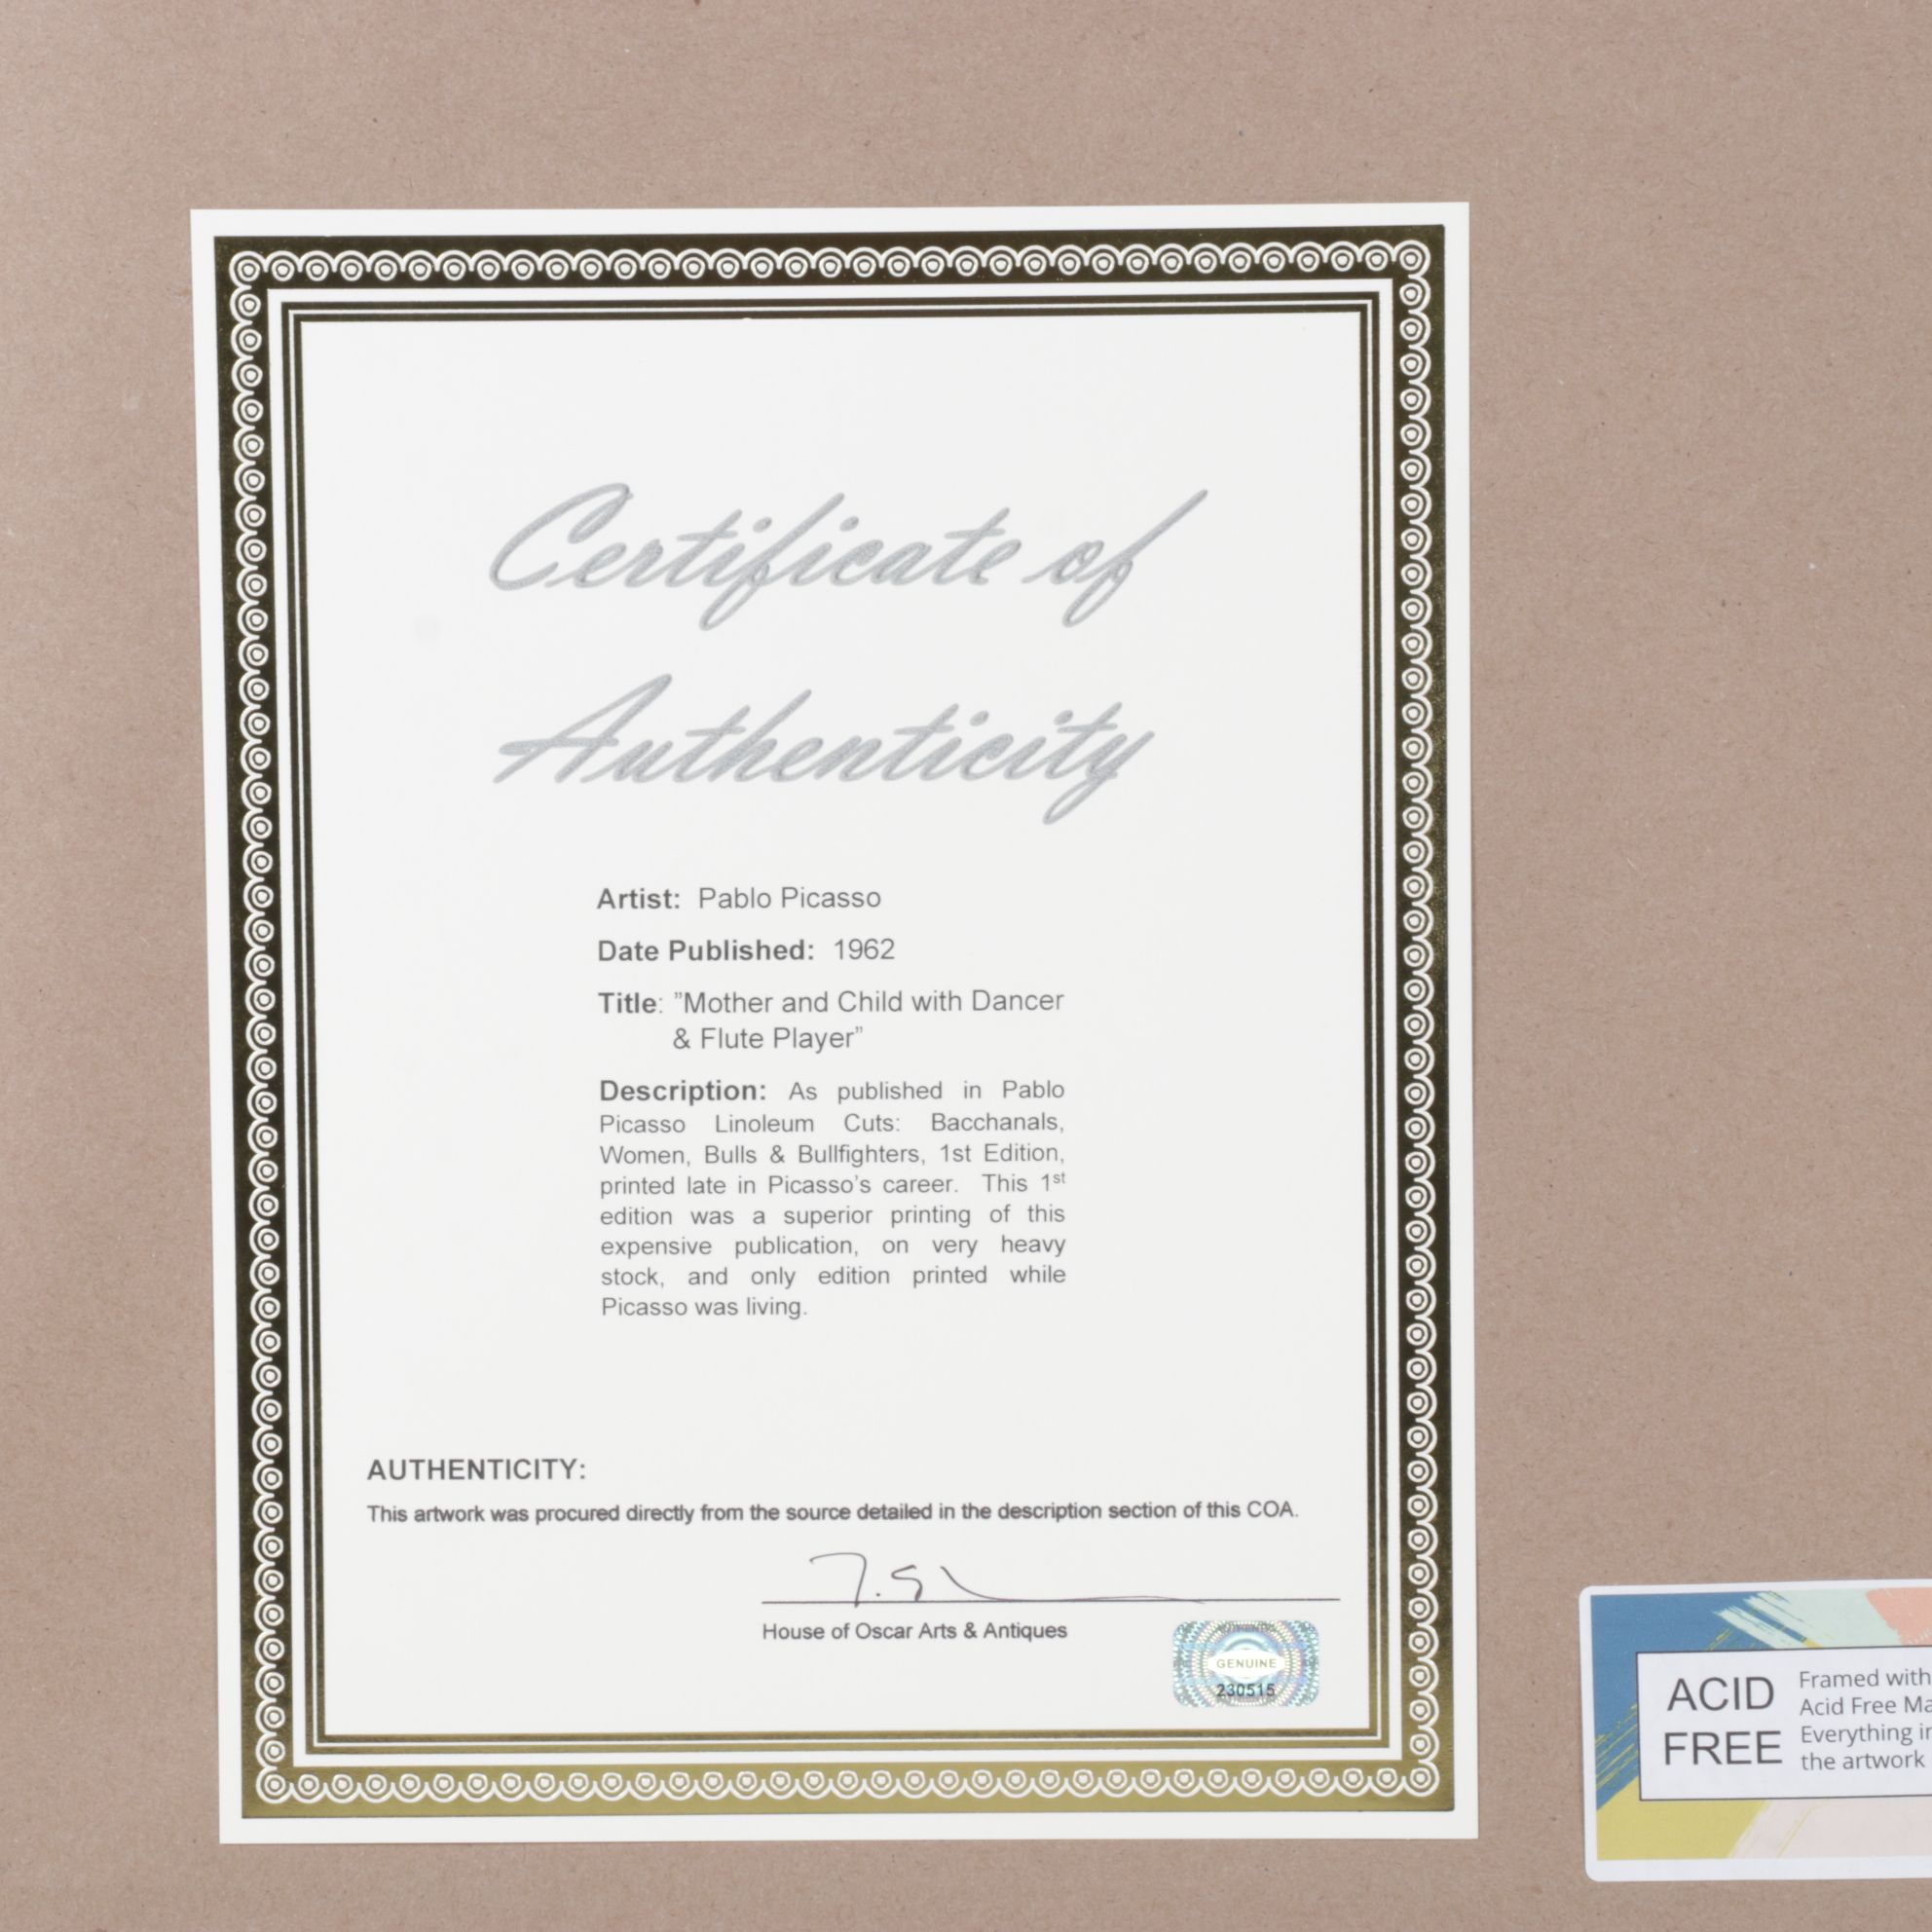 Certificate of
Authenticity
Artist: Pablo Picasso
Date Published: 1962
Title: ”Mother and Child with Dancer
& Flute Player”
Description: As published in Pablo
Picasso Linoleum Cuts: Bacchanals,
Women, Bulls & Bullfighters, 1st Edition,
printed late in Picasso’s career. This 1st
edition was a superior printing of this
expensive publication, on very heavy
stock, and only edition printed while
Picasso was living.
AUTHENTICITY:
This artwork was procured directly from the source detailed in the description section of this COA.
House of Oscar Arts & Antiques
GENUINE
230515
ACID
FREE
Framed with
Acid Free
Everything
the artwork